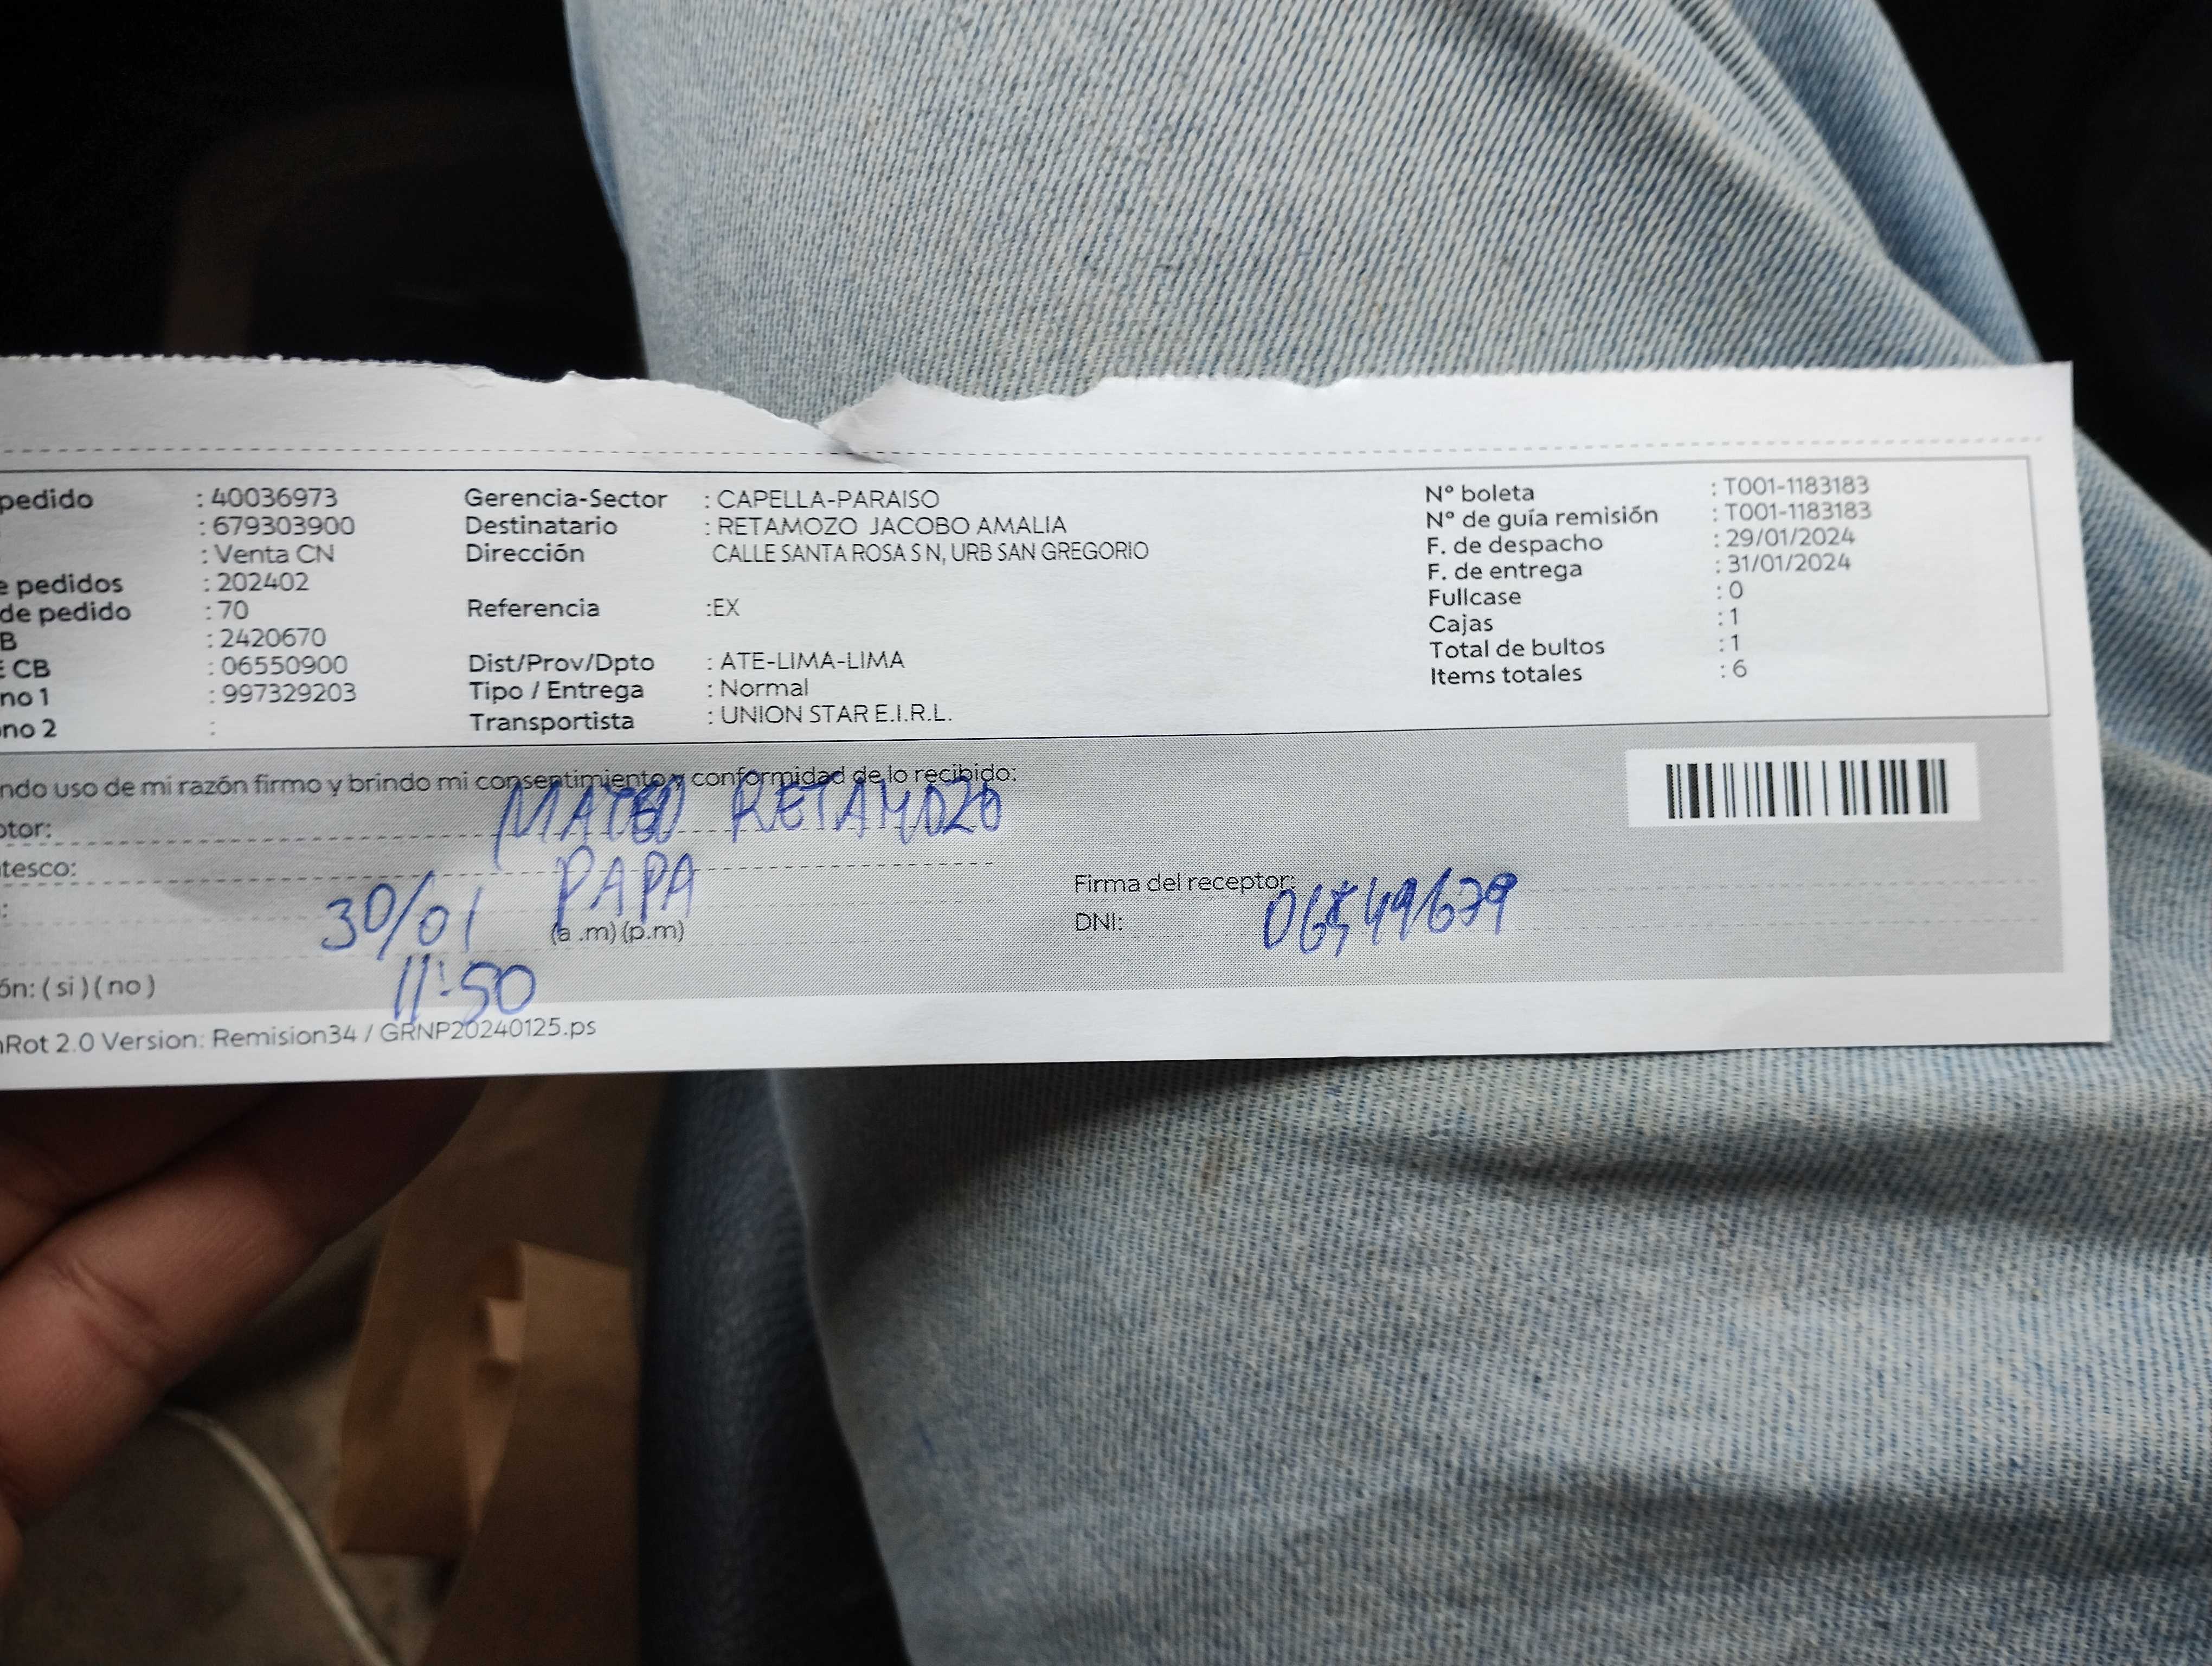 pedido : 40036973
: 679303900
: Venta CN
e pedidos : 202402
de pedido : 70
B : 2420670
E CB : 06550900
no 1 : 997329203
no 2 :
Gerencia-Sector : CAPELLA-PARAISO
Destinatario : RETAMOZO JACOBO AMALIA
Dirección CALLE SANTA ROSA S N, URB SAN GREGORIO
Referencia :EX
Dist/Prov/Dpto : ATE-LIMA-LIMA
Tipo / Entrega : Normal
Transportista : UNION STAR E.I.R.L.
Nº boleta : T001-1183183
Nº de guía remisión : T001-1183183
F. de despacho : 29/01/2024
F. de entrega : 31/01/2024
Fullcase : 0
Cajas : 1
Total de bultos : 1
Items totales : 6
ndo uso de mi razón firmo y brindo mi consentimiento y conformidad de lo recibido:
ptor: MATEO RETAMOZO
tesco: PAPA
: 30/01 (a .m) (p.m)
11:50
Firma del receptor:
DNI:
ón: ( si ) ( no )
nRot 2.0 Version: Remision34 / GRNP20240125.ps